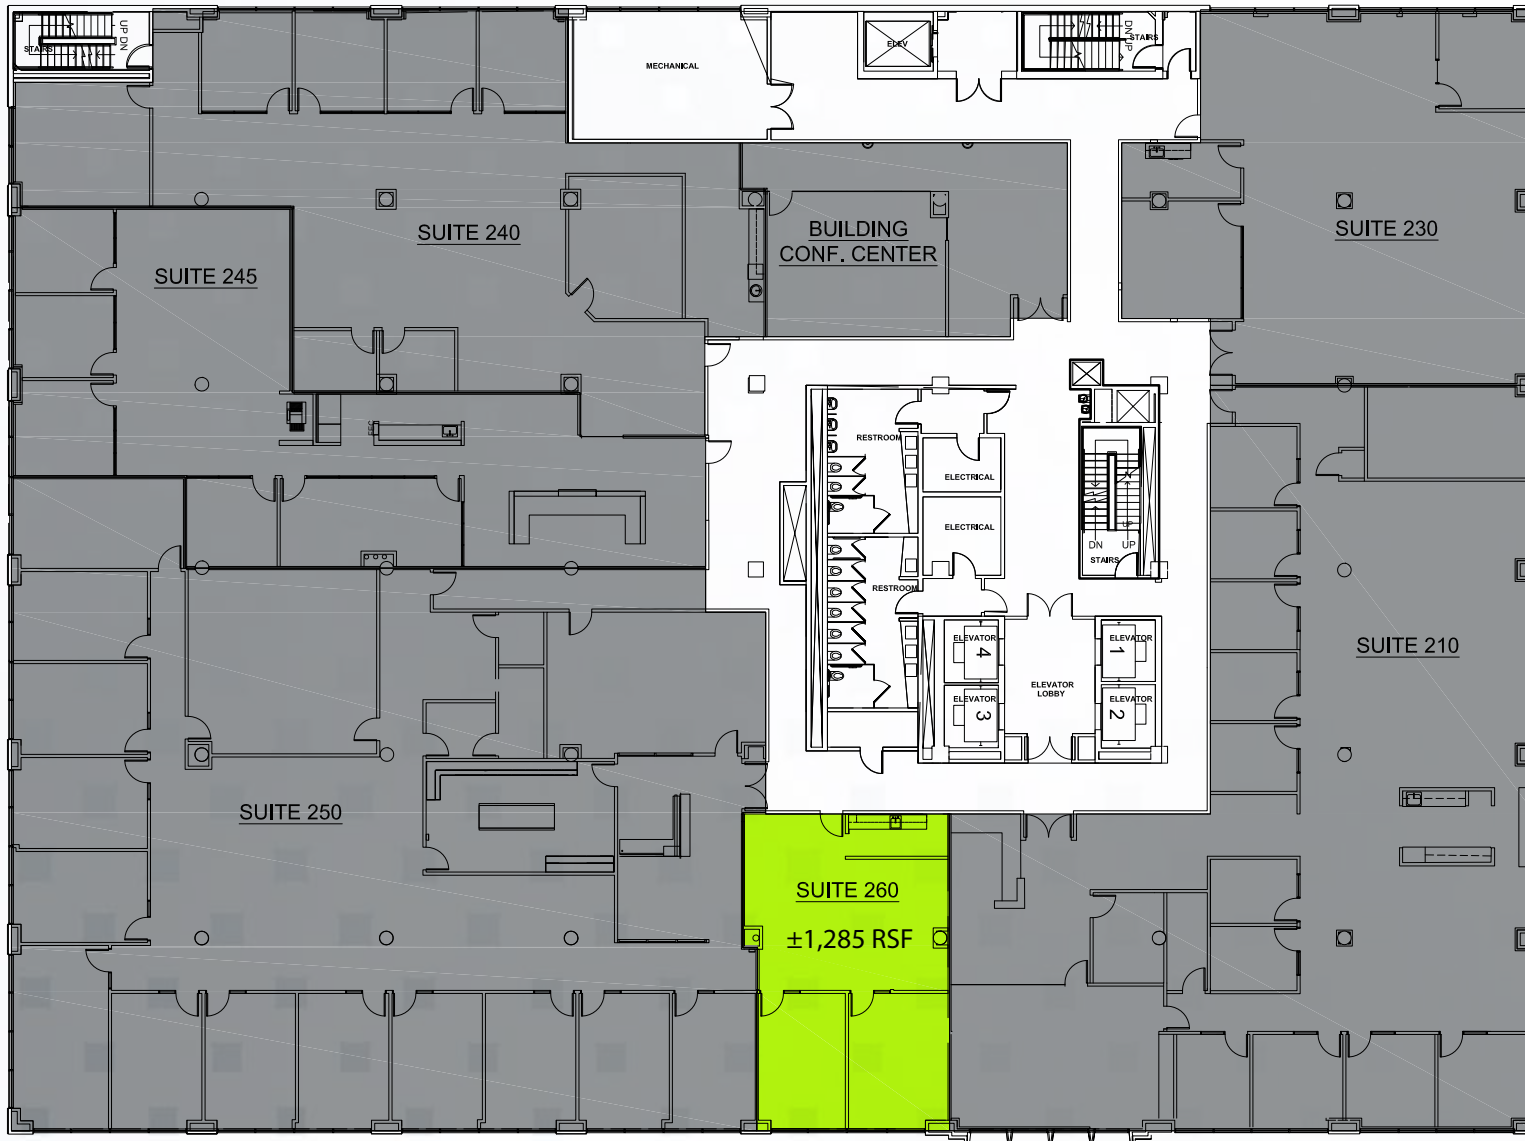 STAIRS
UP DN
MECHANICAL
ELEV
DN UP
STAIRS
SUITE 240
BUILDING
CONF. CENTER
SUITE 230
SUITE 245
RESTROOM
ELECTRICAL
ELECTRICAL
UP
DN
UP
STAIRS
RESTROOM
ELEVATOR
4
ELEVATOR
1
SUITE 210
ELEVATOR
LOBBY
ELEVATOR
3
ELEVATOR
2
SUITE 250
SUITE 260
±1,285 RSF